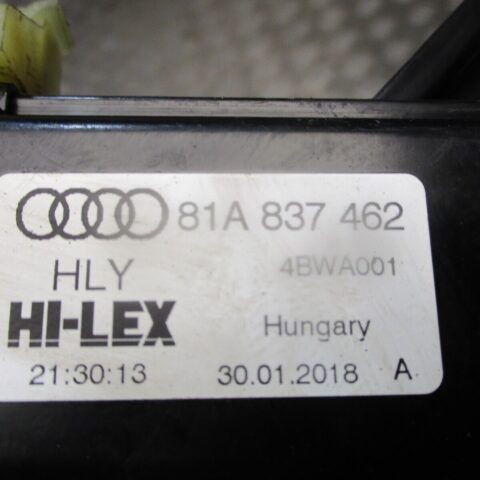 81A 837 462
HLY 4BWA001
HI-LEX Hungary
21:30:13 30.01.2018 A